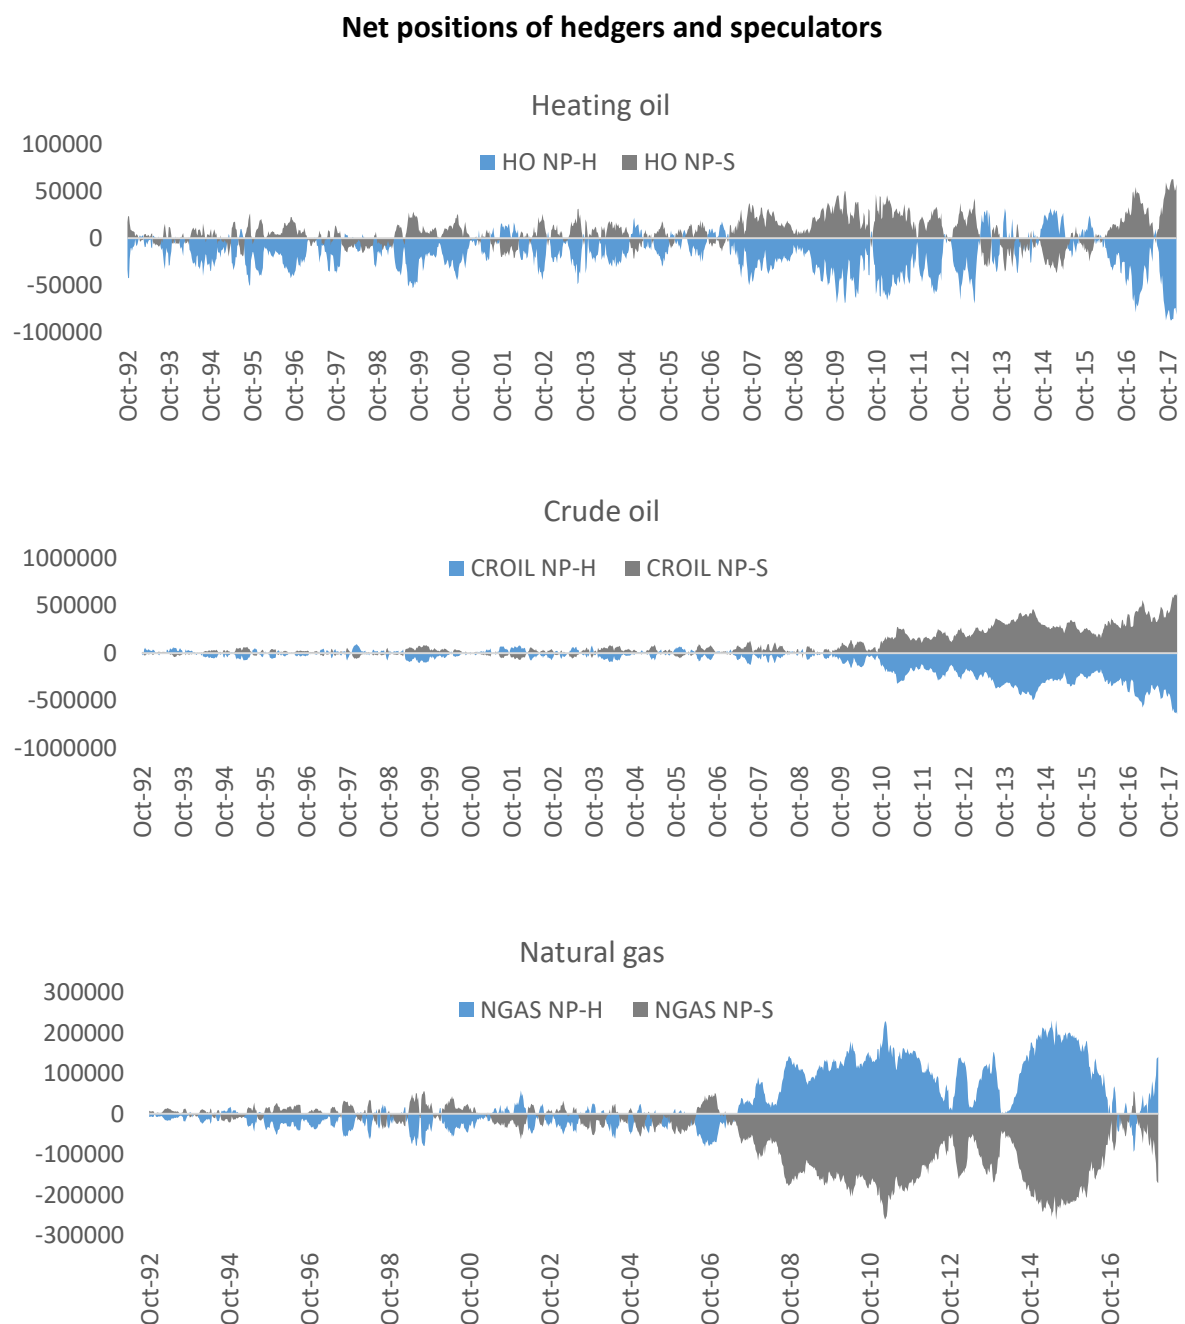 Net positions of hedgers and speculators
Heating oil
HO NP-H HO NP-S
100000
50000
0
-50000
-100000
Oct-92 Oct-93 Oct-94 Oct-95 Oct-96 Oct-97 Oct-98 Oct-99 Oct-00 Oct-01 Oct-02 Oct-03 Oct-04 Oct-05 Oct-06 Oct-07 Oct-08 Oct-09 Oct-10 Oct-11 Oct-12 Oct-13 Oct-14 Oct-15 Oct-16 Oct-17
Crude oil
CROIL NP-H CROIL NP-S
1000000
500000
0
-500000
-1000000
Oct-92 Oct-93 Oct-94 Oct-95 Oct-96 Oct-97 Oct-98 Oct-99 Oct-00 Oct-01 Oct-02 Oct-03 Oct-04 Oct-05 Oct-06 Oct-07 Oct-08 Oct-09 Oct-10 Oct-11 Oct-12 Oct-13 Oct-14 Oct-15 Oct-16 Oct-17
Natural gas
NGAS NP-H NGAS NP-S
300000
200000
100000
0
-100000
-200000
-300000
Oct-92 Oct-94 Oct-96 Oct-98 Oct-00 Oct-02 Oct-04 Oct-06 Oct-08 Oct-10 Oct-12 Oct-14 Oct-16